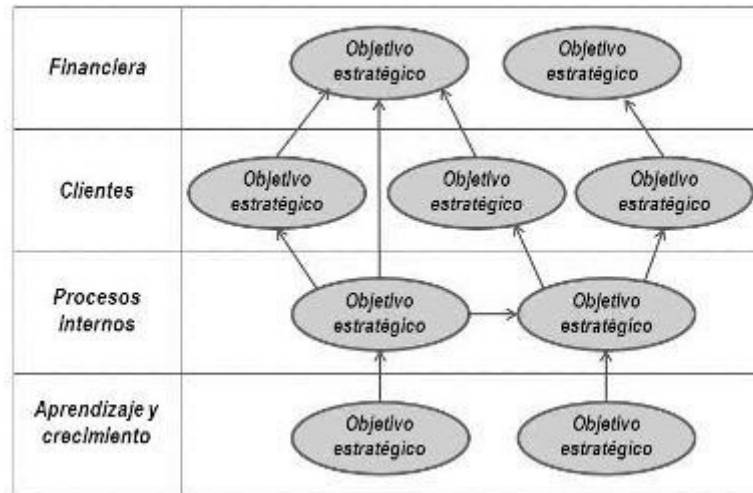 Financiera
Objetivo
estratégico
Objetivo
estratégico
Clientes
Objetivo
estratégico
Objetivo
estratégico
Objetivo
estratégico
Procesos
internos
Objetivo
estratégico
Objetivo
estratégico
Aprendizaje y
crecimiento
Objetivo
estratégico
Objetivo
estratégico